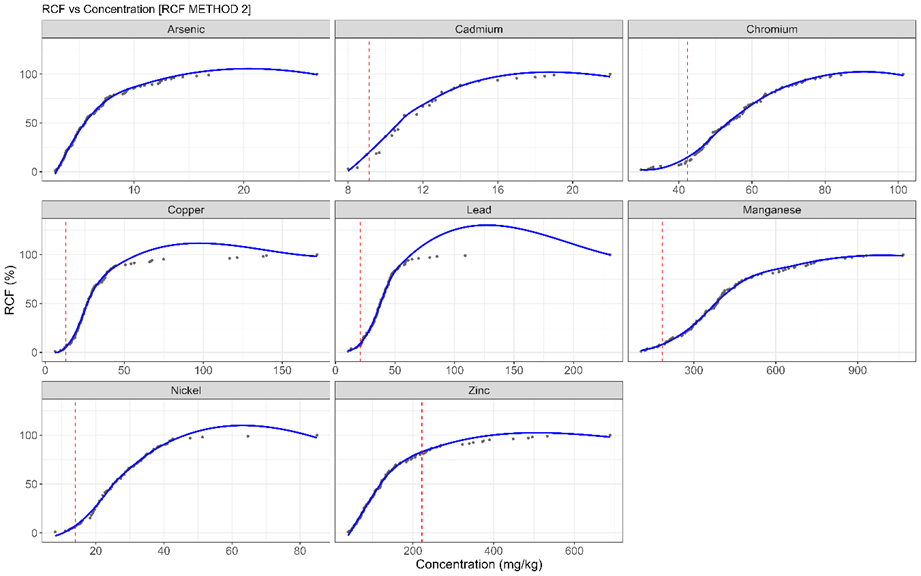 RCF vs Concentration [RCF METHOD 2]
Arsenic Cadmium Chromium
100
50
0
10 20 8 12 16 20 40 60 80 100
Copper Lead Manganese
100
50
0
0 50 100 150 0 50 100 150 200 300 600 900
Nickel Zinc
100
50
0
20 40 60 80 200 400 600
RCF (%)
Concentration (mg/kg)